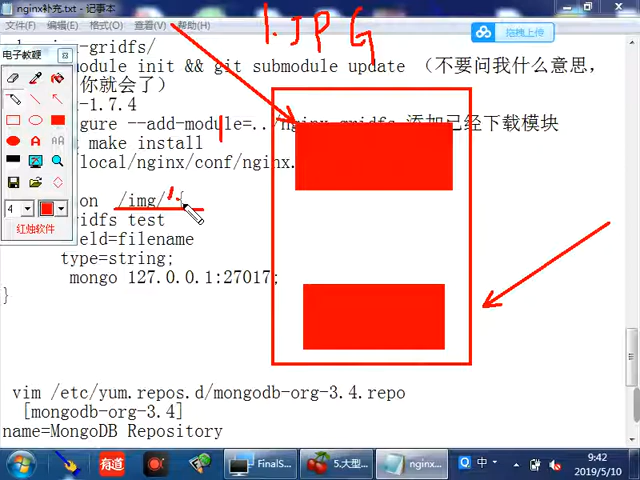 nginx补充.txt - 记事本
文件(F) 编辑(E) 格式(O) 查看(V) 帮助(H)
1.JPG
拖拽上传
电子教鞭
-gridfs/
module init && git submodule update （不要问我什么意思，
你就会了）
-1.7.4
gure --add-module=../nginx-gridfs 添加已经下载模块
1
make install
local/nginx/conf/nginx.
on /img/1.{
ridfs test
eld=filename
type=string;
mongo 127.0.0.1:27017;
}
A A
4
红烛软件
vim /etc/yum.repos.d/mongodb-org-3.4.repo
[mongodb-org-3.4]
name=MongoDB Repository
有道
FinalS...
5.大型...
nginx...
中
9:42
2019/5/10